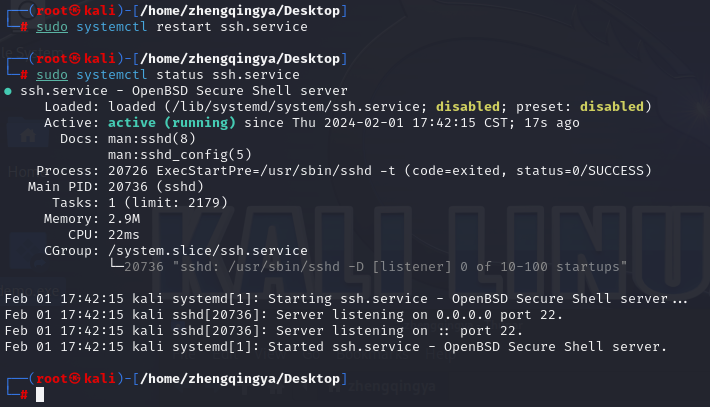 ┌──(root㉿kali)-[/home/zhengqingya/Desktop]
└─# sudo systemctl restart ssh.service
┌──(root㉿kali)-[/home/zhengqingya/Desktop]
└─# sudo systemctl status ssh.service
● ssh.service - OpenBSD Secure Shell server
     Loaded: loaded (/lib/systemd/system/ssh.service; disabled; preset: disabled)
     Active: active (running) since Thu 2024-02-01 17:42:15 CST; 17s ago
       Docs: man:sshd(8)
             man:sshd_config(5)
    Process: 20726 ExecStartPre=/usr/sbin/sshd -t (code=exited, status=0/SUCCESS)
   Main PID: 20736 (sshd)
      Tasks: 1 (limit: 2179)
     Memory: 2.9M
        CPU: 22ms
     CGroup: /system.slice/ssh.service
             └─20736 "sshd: /usr/sbin/sshd -D [listener] 0 of 10-100 startups"
Feb 01 17:42:15 kali systemd[1]: Starting ssh.service - OpenBSD Secure Shell server...
Feb 01 17:42:15 kali sshd[20736]: Server listening on 0.0.0.0 port 22.
Feb 01 17:42:15 kali sshd[20736]: Server listening on :: port 22.
Feb 01 17:42:15 kali systemd[1]: Started ssh.service - OpenBSD Secure Shell server.
┌──(root㉿kali)-[/home/zhengqingya/Desktop]
└─#
KALI LINU
zhengqingya